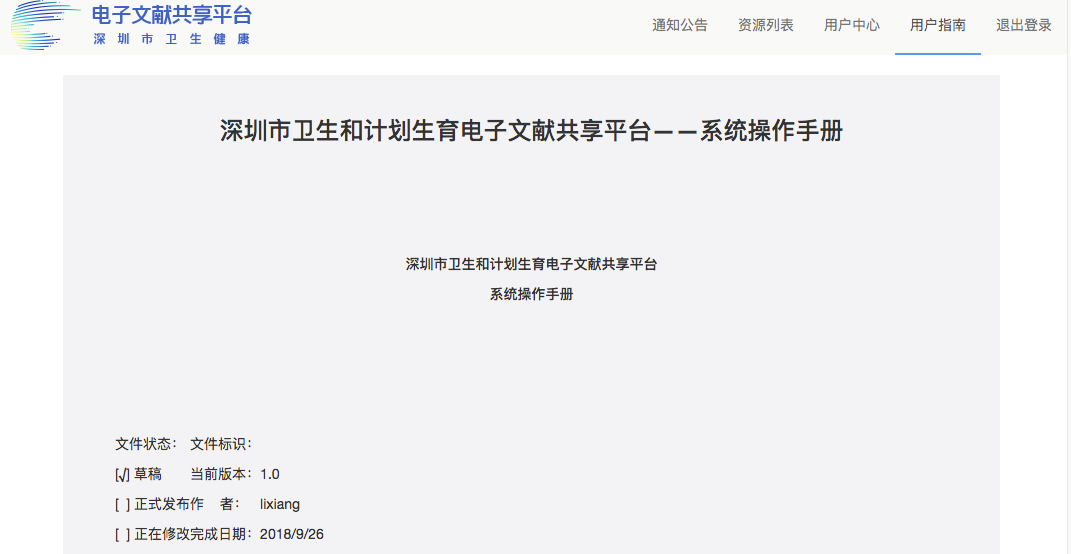 电子文献共享平台
深圳市卫生健康
通知公告 资源列表 用户中心 用户指南 退出登录
深圳市卫生和计划生育电子文献共享平台——系统操作手册
深圳市卫生和计划生育电子文献共享平台
系统操作手册
文件状态： 文件标识：
[√] 草稿 当前版本：1.0
[ ] 正式发布作 者： lixiang
[ ] 正在修改完成日期：2018/9/26